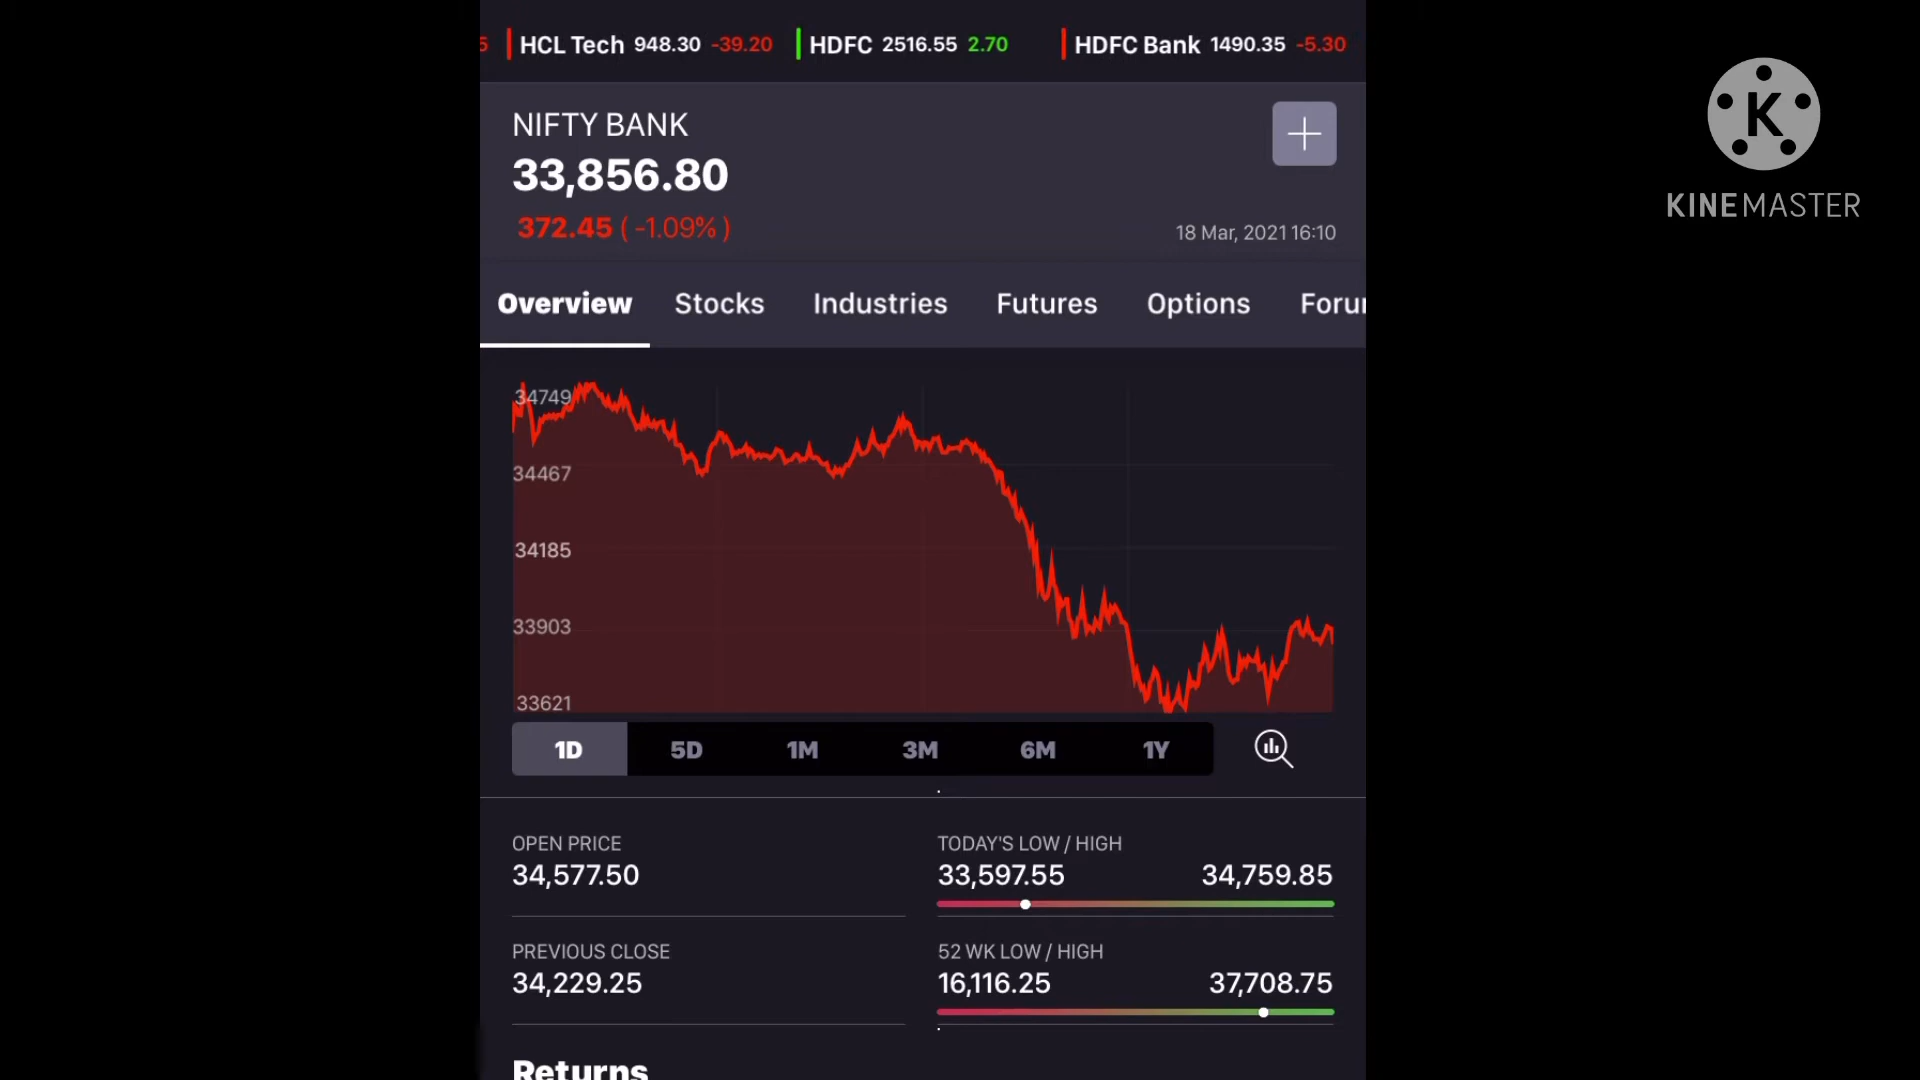 HCL Tech 948.30 -39.20 HDFC 2516.55 2.70 HDFC Bank 1490.35 -5.30
K
KINEMASTER
NIFTY BANK
33,856.80
372.45 ( -1.09% )
18 Mar, 2021 16:10
Overview Stocks Industries Futures Options Foru
34749
34467
34185
33903
33621
1D 5D 1M 3M 6M 1Y
OPEN PRICE
34,577.50
TODAY'S LOW / HIGH
33,597.55 34,759.85
PREVIOUS CLOSE
34,229.25
52 WK LOW / HIGH
16,116.25 37,708.75
Returns